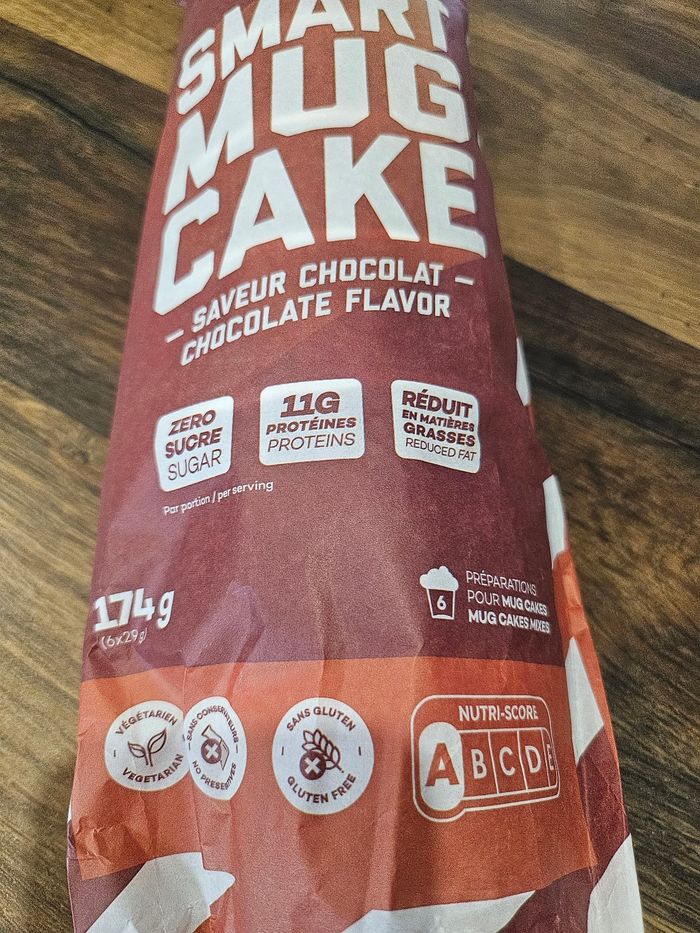 SMART
MUG
CAKE
– SAVEUR CHOCOLAT –
CHOCOLATE FLAVOR
ZERO
SUCRE
SUGAR
11G
PROTÉINES
PROTEINS
RÉDUIT
EN MATIÈRES
GRASSES
REDUCED FAT
Par portion / per serving
174g
(6x29g)
6
PRÉPARATIONS
POUR MUG CAKES
MUG CAKES MIXES
VÉGÉTARIEN
VEGETARIAN
SANS CONSERVATEURS
NO PRESERVATIVES
SANS GLUTEN
GLUTEN FREE
NUTRI-SCORE
A B C D E